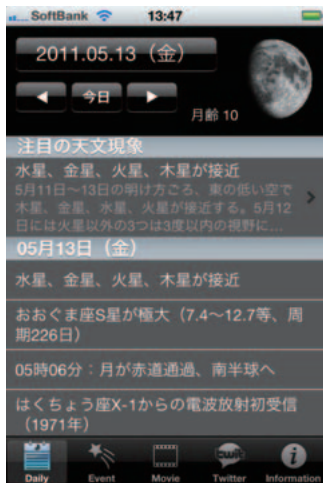 SoftBank 13:47
2011.05.13（金）
◀ 今日 ▶
月齢 10
注目の天文現象
水星、金星、火星、木星が接近
5月11日～13日の明け方ごろ、東の低い空で
木星、金星、水星、火星が接近する。5月12
日には火星以外の3つは3度以内の視野に...
05月13日（金）
水星、金星、火星、木星が接近
おおぐま座S星が極大（7.4～12.7等、周
期226日）
05時06分：月が赤道通過、南半球へ
はくちょう座X-1からの電波放射初受信
（1971年）
Daily Event Movie Twitter Information